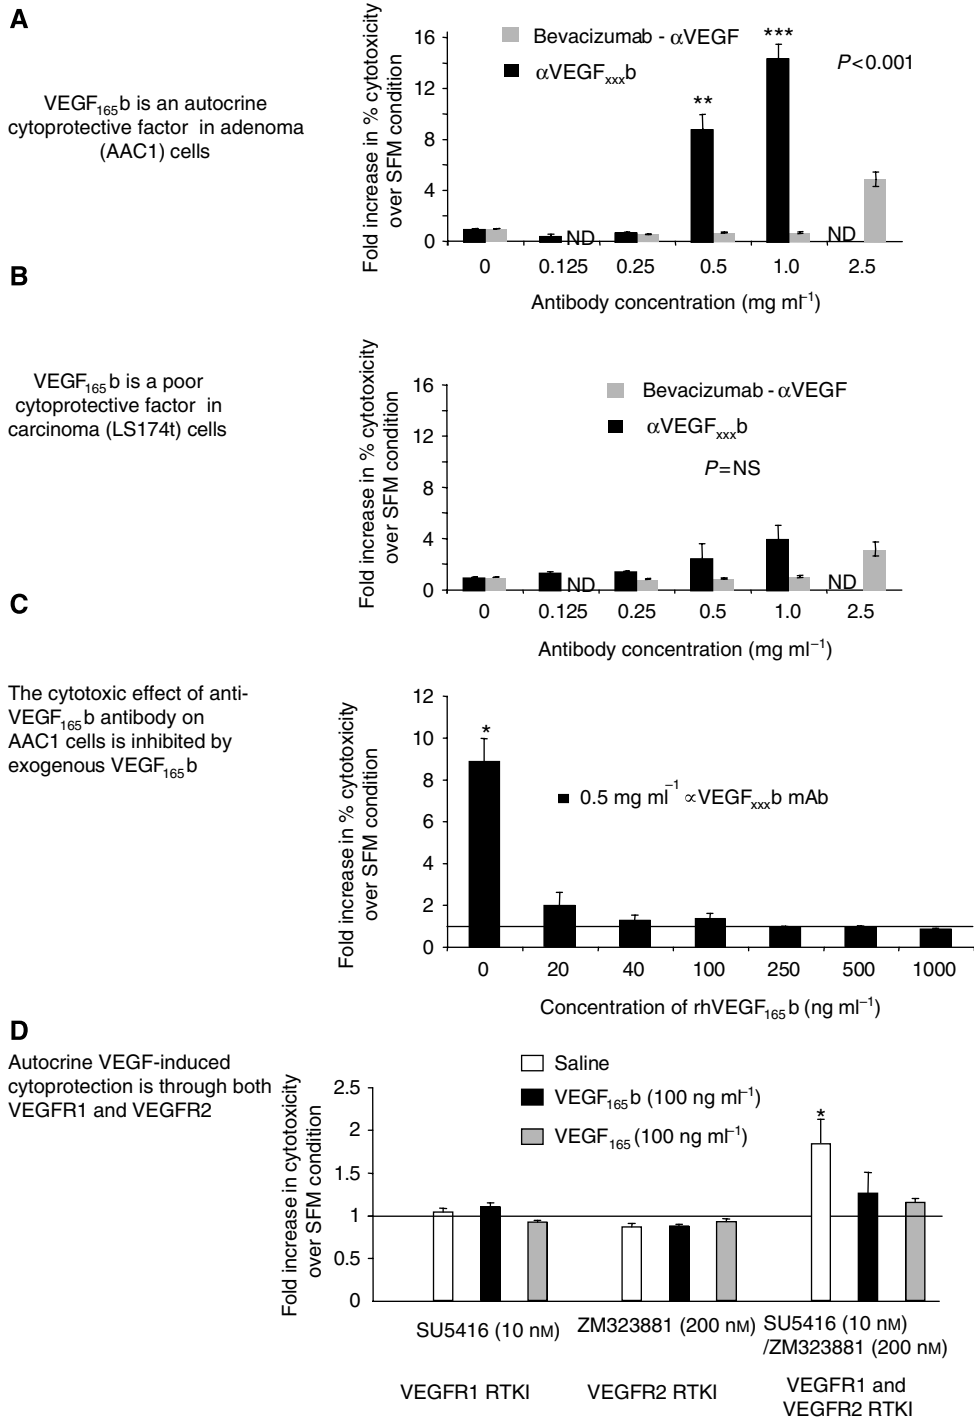 A
VEGF165b is an autocrine
cytoprotective factor in adenoma
(AAC1) cells
Fold increase in % cytotoxicity
over SFM condition
16
12
8
4
0
Bevacizumab - αVEGF
αVEGFxxxb
**
***
P<0.001
ND
ND
0 0.125 0.25 0.5 1.0 2.5
Antibody concentration (mg ml–1)
B
VEGF165b is a poor
cytoprotective factor in
carcinoma (LS174t) cells
Fold increase in % cytotoxicity
over SFM condition
16
12
8
4
0
Bevacizumab - αVEGF
αVEGFxxxb
P=NS
ND
ND
0 0.125 0.25 0.5 1.0 2.5
Antibody concentration (mg ml–1)
C
The cytotoxic effect of anti-
VEGF165b antibody on
AAC1 cells is inhibited by
exogenous VEGF165b
Fold increase in % cytotoxicity
over SFM condition
12
10
8
6
4
2
0
*
0.5 mg ml–1 ∝VEGFxxxb mAb
0 20 40 100 250 500 1000
Concentration of rhVEGF165b (ng ml–1)
D
Autocrine VEGF-induced
cytoprotection is through both
VEGFR1 and VEGFR2
Fold increase in cytotoxicity
over SFM condition
2.5
2
1.5
1
0.5
0
Saline
VEGF165b (100 ng ml–1)
VEGF165 (100 ng ml–1)
*
SU5416 (10 nM)
ZM323881 (200 nM)
SU5416 (10 nM)
/ZM323881 (200 nM)
VEGFR1 RTKI
VEGFR2 RTKI
VEGFR1 and
VEGFR2 RTKI